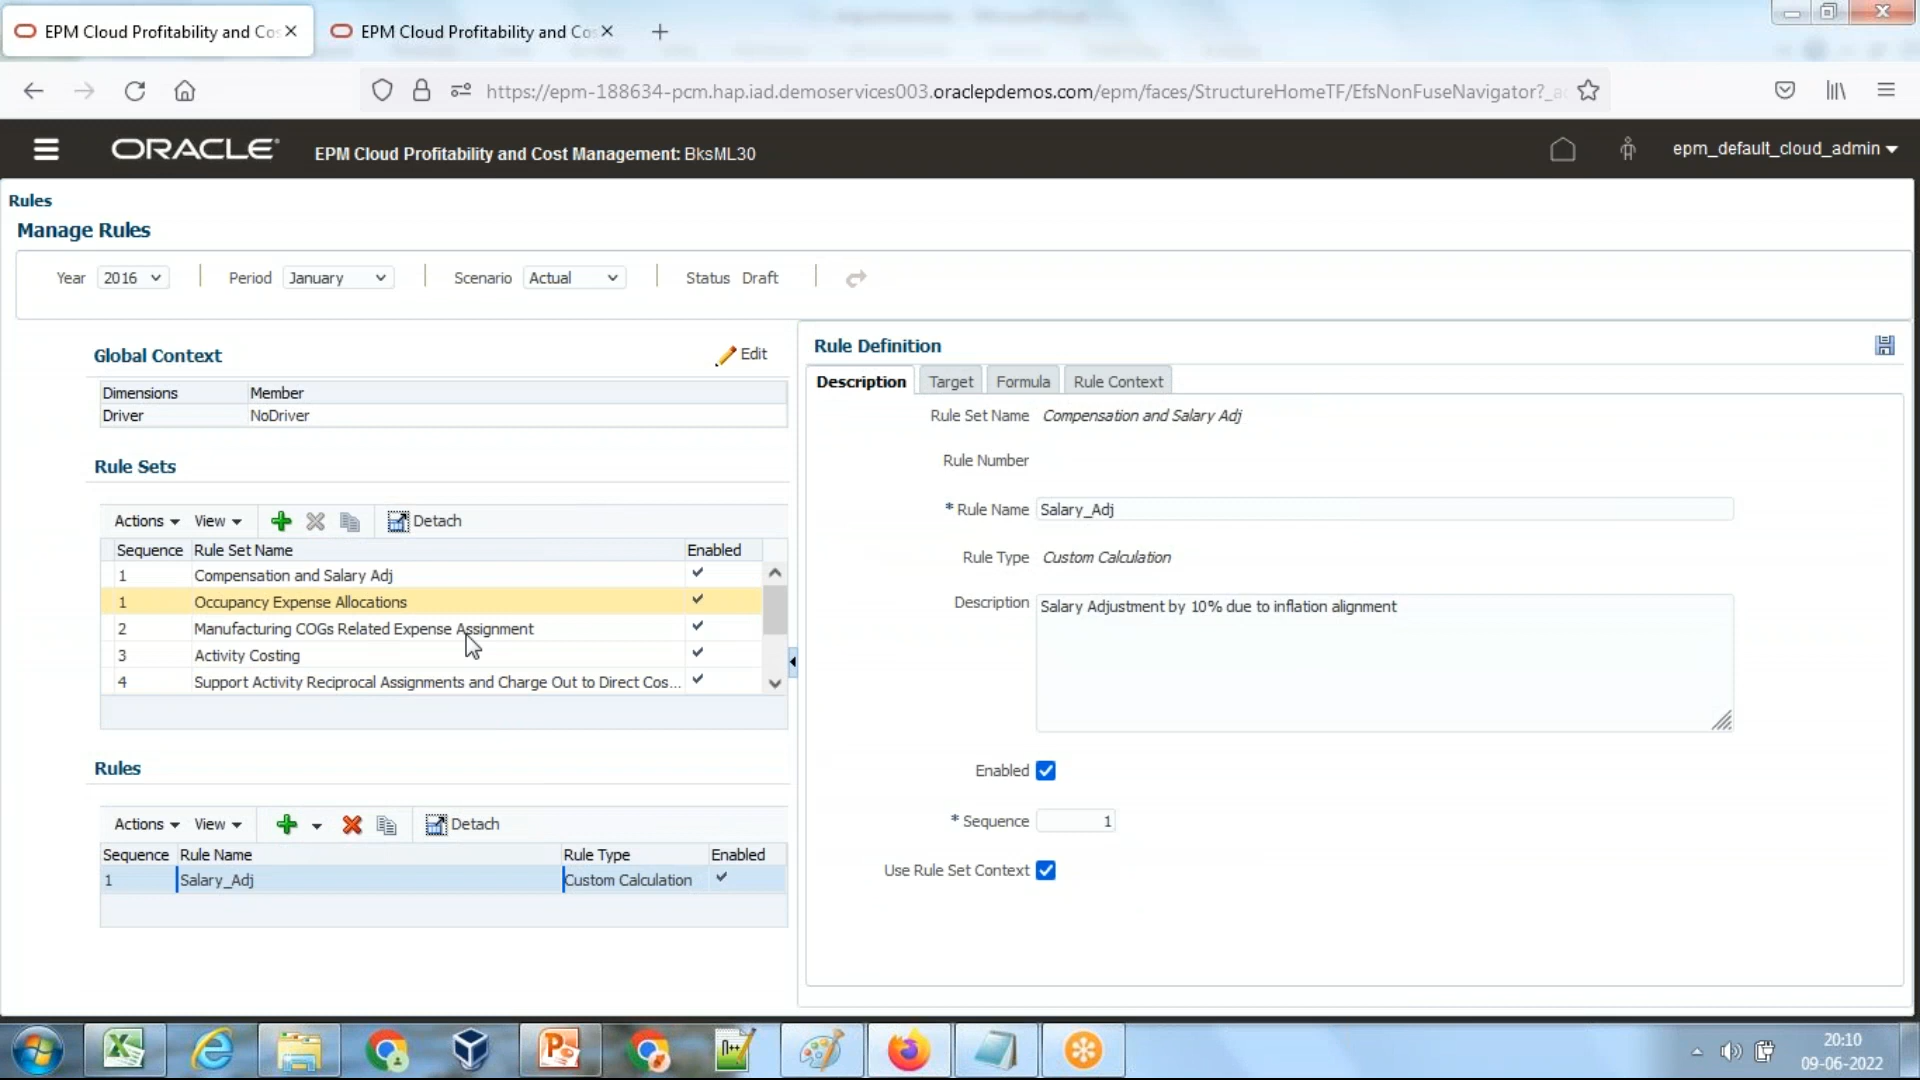 EPM Cloud Profitability and Cos
EPM Cloud Profitability and Cos
https://epm-188634-pcm.hap.iad.demoservices003.oraclepdemos.com/epm/faces/StructureHomeTF/EfsNonFuseNavigator?_a
ORACLE
EPM Cloud Profitability and Cost Management: BksML30
epm_default_cloud_admin
Rules
Manage Rules
Year 2016 Period January Scenario Actual Status Draft
Global Context
Edit
Dimensions Member
Driver NoDriver
Rule Sets
Actions View Detach
Sequence Rule Set Name Enabled
1 Compensation and Salary Adj
1 Occupancy Expense Allocations
2 Manufacturing COGs Related Expense Assignment
3 Activity Costing
4 Support Activity Reciprocal Assignments and Charge Out to Direct Cos...
Rules
Actions View Detach
Sequence Rule Name Rule Type Enabled
1 Salary_Adj Custom Calculation
Rule Definition
Description Target Formula Rule Context
Rule Set Name Compensation and Salary Adj
Rule Number
* Rule Name Salary_Adj
Rule Type Custom Calculation
Description Salary Adjustment by 10% due to inflation alignment
Enabled
* Sequence 1
Use Rule Set Context
20:10
09-06-2022